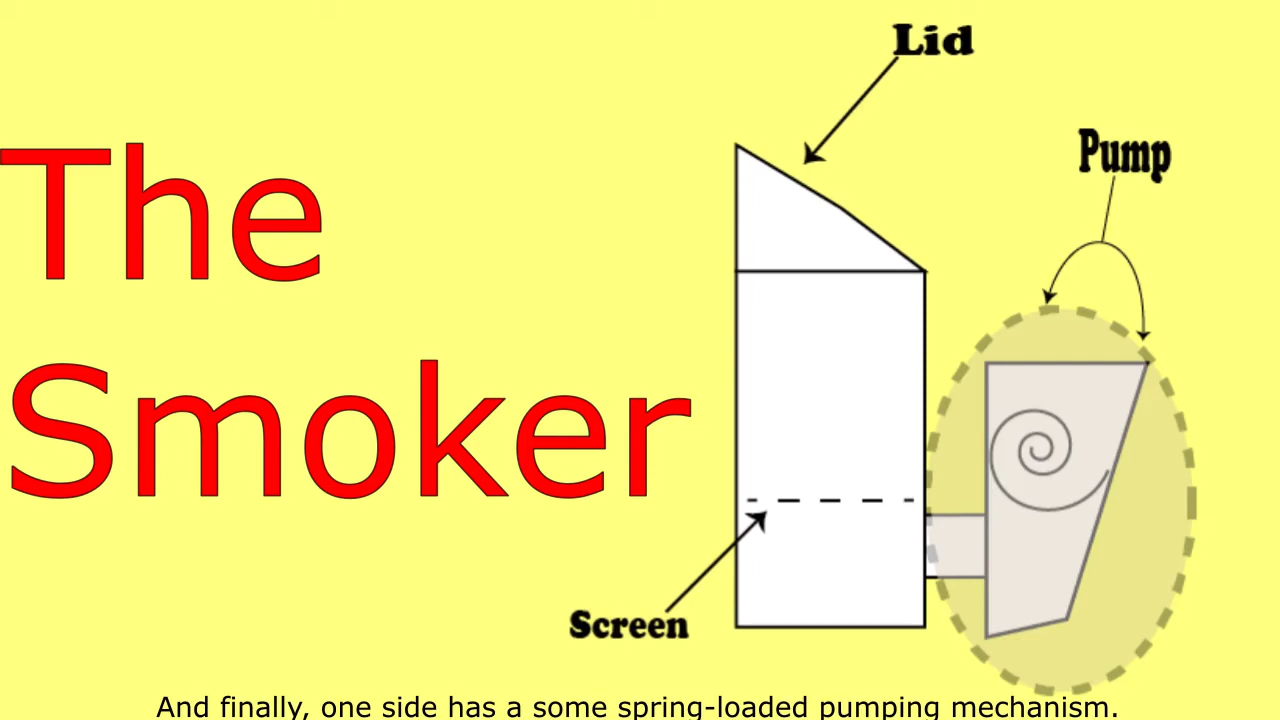 The
Smoker
Lid
Pump
Screen
And finally, one side has a some spring-loaded pumping mechanism.